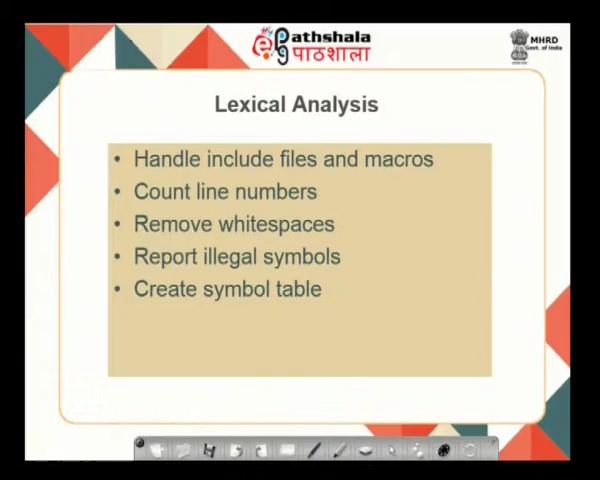 epgpathshala
पाठशाला
MHRD
Govt. of India
Lexical Analysis
• Handle include files and macros
• Count line numbers
• Remove whitespaces
• Report illegal symbols
• Create symbol table